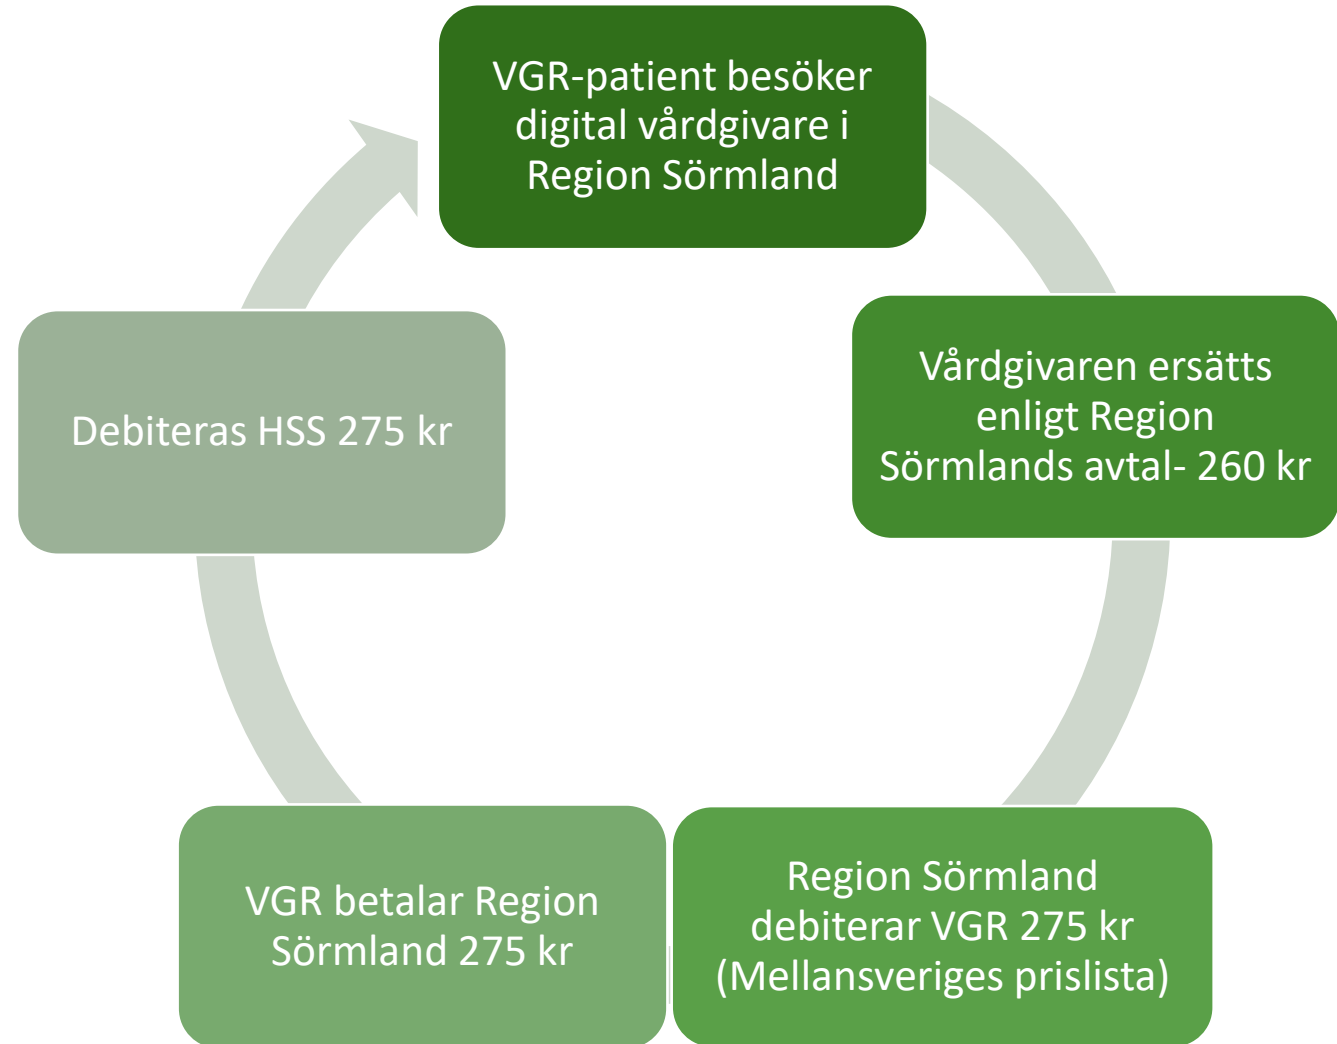 VGR-patient besöker
digital vårdgivare i
Region Sörmland
Vårdgivaren ersätts
enligt Region
Sörmlands avtal- 260 kr
Region Sörmland
debiterar VGR 275 kr
(Mellansveriges prislista)
VGR betalar Region
Sörmland 275 kr
Debiteras HSS 275 kr